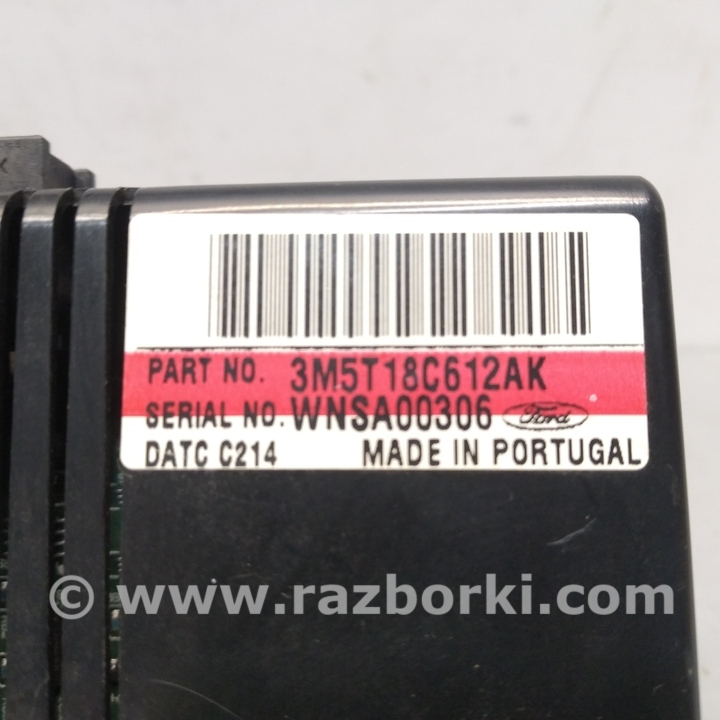 PART NO. 3M5T18C612AK
SERIAL NO. WNSA00306 Ford
DATC C214 MADE IN PORTUGAL
© www.razborki.com